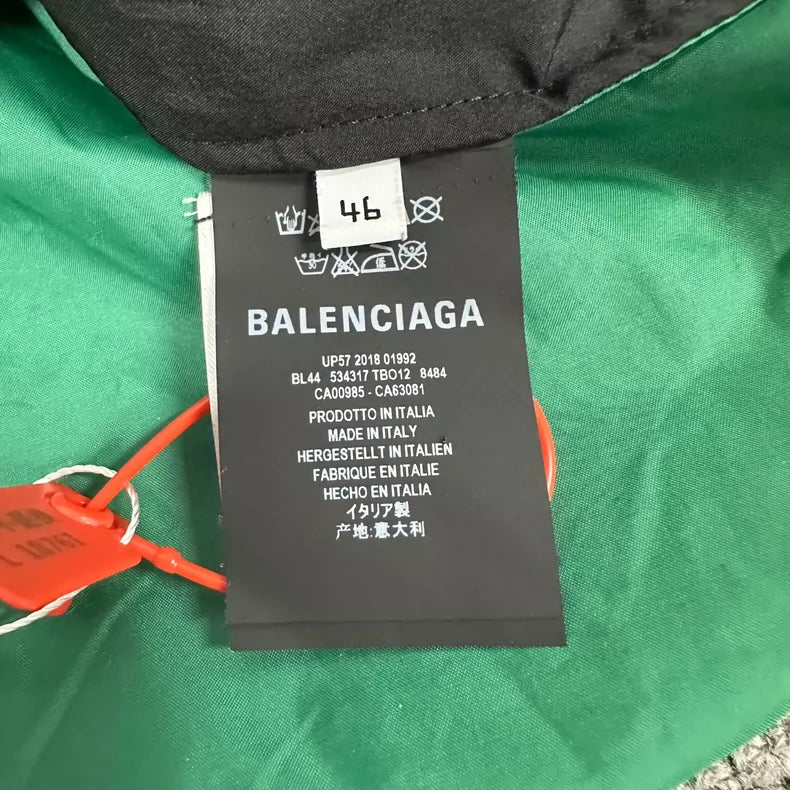 46
BALENCIAGA
UP57 2018 01992
BL44 534317 TBO12 8484
CA00985 - CA63081
PRODOTTO IN ITALIA
MADE IN ITALY
HERGESTELLT IN ITALIEN
FABRIQUE EN ITALIE
HECHO EN ITALIA
イタリア製
产地:意大利